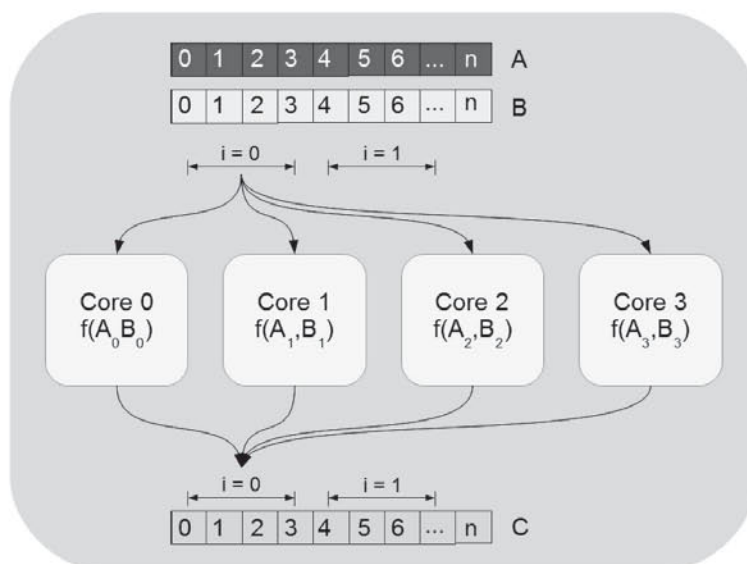 0 1 2 3 4 5 6 ... n A
0 1 2 3 4 5 6 ... n B
i = 0 i = 1
Core 0 Core 1 Core 2 Core 3
f(A₀B₀) f(A₁,B₁) f(A₂,B₂) f(A₃,B₃)
i = 0 i = 1
0 1 2 3 4 5 6 ... n C